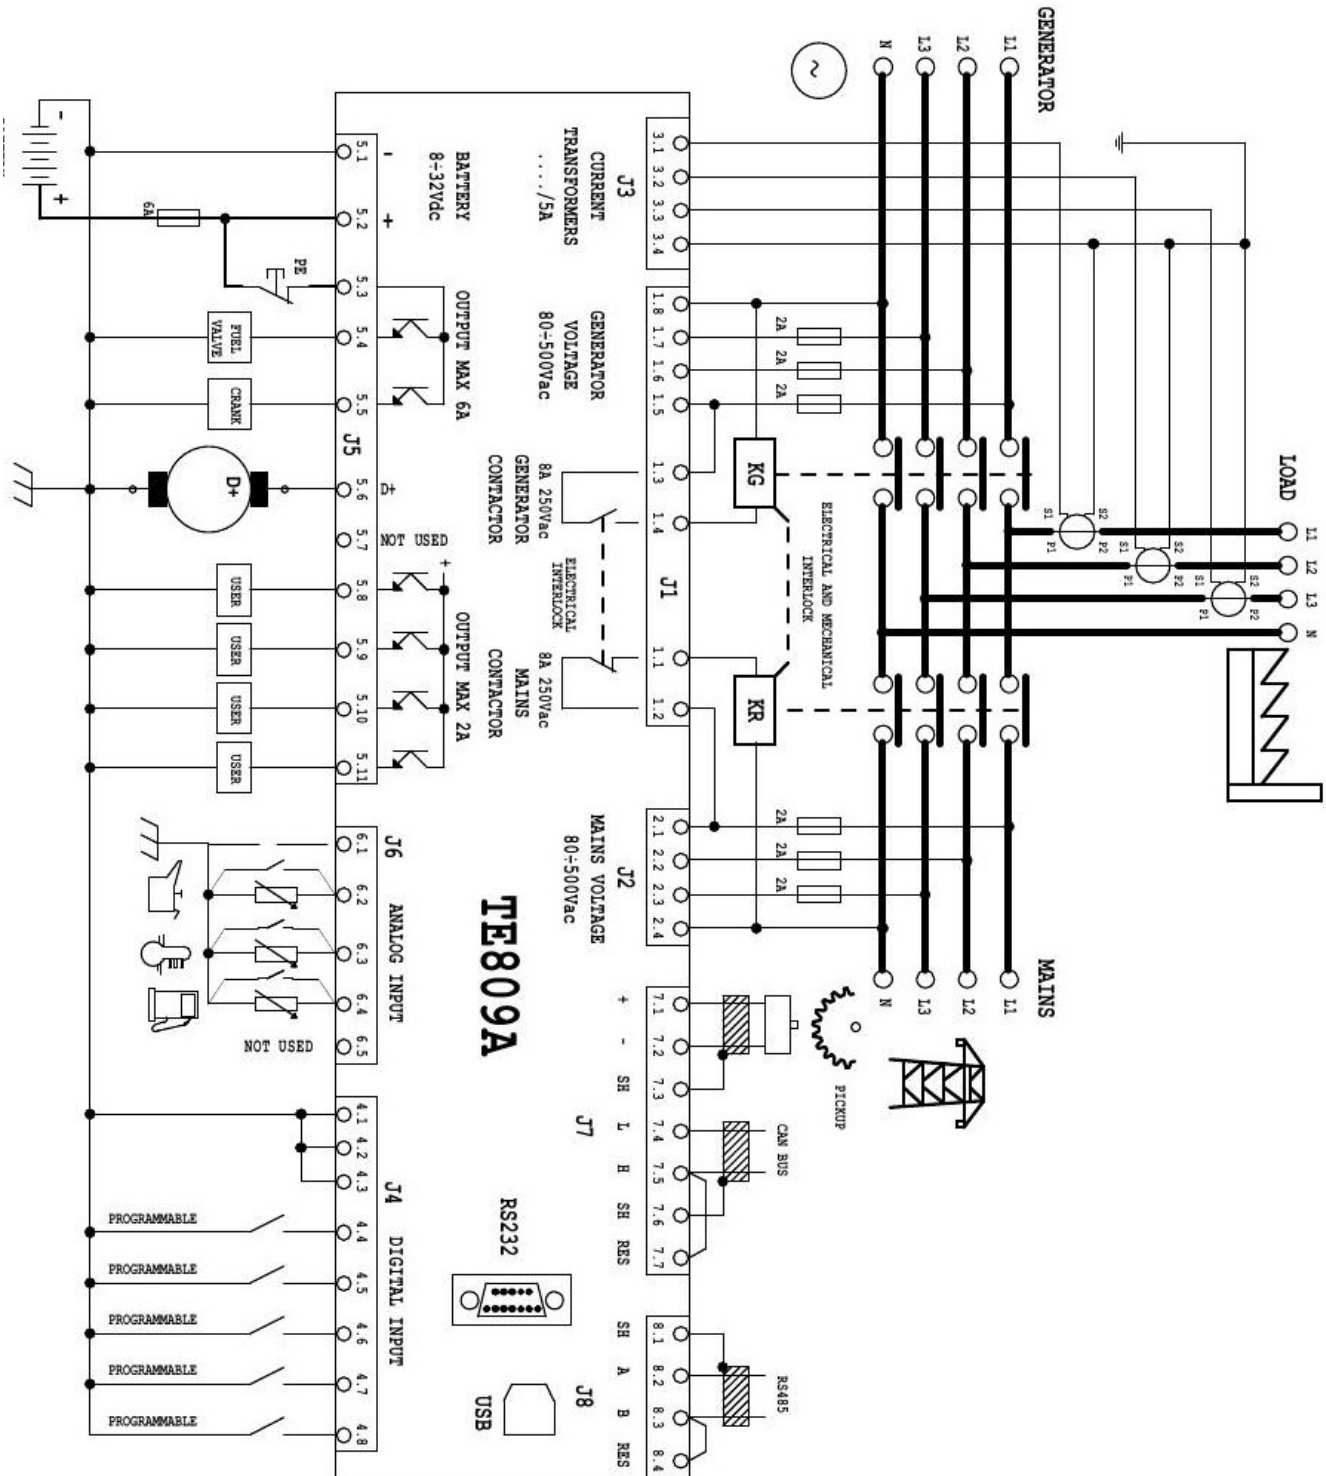 GENERATOR
L1
L2
L3
N
~
LOAD
L1
L2
L3
N
S1
S2
P1
P2
S1
S2
P1
P2
S1
S2
P1
P2
MAINS
L1
L2
L3
N
2A
2A
2A
KG
ELECTRICAL AND MECHANICAL
INTERLOCK
KR
2A
2A
2A
PICKUP
CAN BUS
RS485
3.1
3.2
3.3
3.4
1.8
1.7
1.6
1.5
1.3
1.4
1.1
1.2
2.1
2.2
2.3
2.4
7.1
7.2
7.3
7.4
7.5
7.6
7.7
8.1
8.2
8.3
8.4
J3
CURRENT
TRANSFORMERS
..../5A
GENERATOR
VOLTAGE
80÷500Vac
8A 250Vac
GENERATOR
CONTACTOR
J1
ELECTRICAL
INTERLOCK
8A 250Vac
MAINS
CONTACTOR
J2
MAINS VOLTAGE
80÷500Vac
+
-
SH
L
H
SH
RES
J7
SH
A
B
RES
J8
TE809A
RS232
USB
BATTERY
8÷32Vdc
OUTPUT MAX 6A
J5
D+
NOT USED
+
OUTPUT MAX 2A
J6
ANALOG INPUT
J4
DIGITAL INPUT
-
+
5.1
5.2
5.3
5.4
5.5
5.6
5.7
5.8
5.9
5.10
5.11
6.1
6.2
6.3
6.4
6.5
4.1
4.2
4.3
4.4
4.5
4.6
4.7
4.8
PE
6A
FUEL
VALVE
CRANK
D+
USER
USER
USER
USER
NOT USED
PROGRAMMABLE
PROGRAMMABLE
PROGRAMMABLE
PROGRAMMABLE
PROGRAMMABLE
-
+